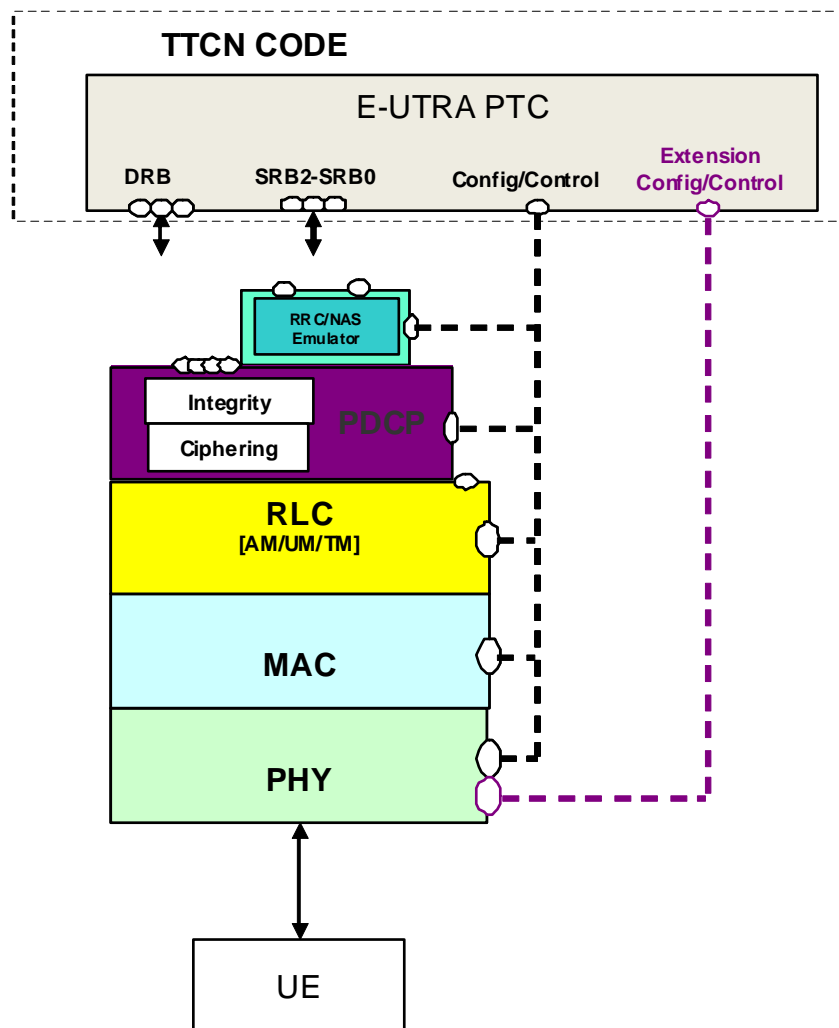 TTCN CODE
E-UTRA PTC
DRB
SRB2-SRB0
Config/Control
Extension
Config/Control
RRC/NAS
Emulator
Integrity
PDCP
Ciphering
RLC
[AM/UM/TM]
MAC
PHY
UE